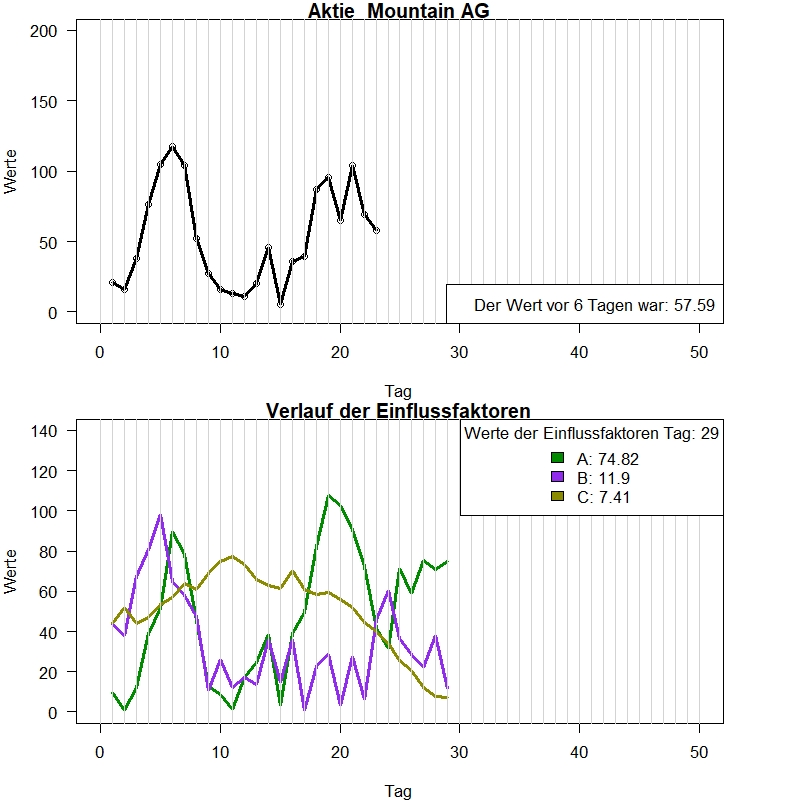 Aktie  Mountain AG
Werte
200
150
100
50
0
Der Wert vor 6 Tagen war: 57.59
0 10 20 30 40 50
Tag
Verlauf der Einflussfaktoren
Werte
140
120
100
80
60
40
20
0
Werte der Einflussfaktoren Tag: 29
A: 74.82
B: 11.9
C: 7.41
0 10 20 30 40 50
Tag